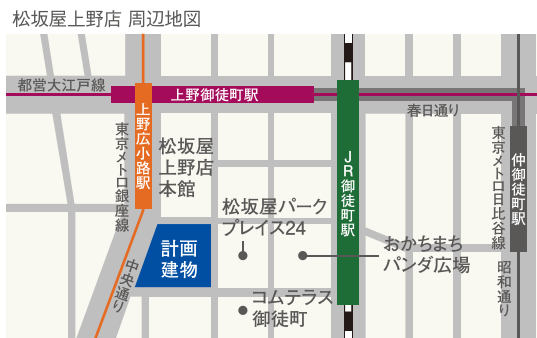 松坂屋上野店 周辺地図
都営大江戸線
上野御徒町駅
春日通り
上野広小路駅
東京メトロ銀座線
松坂屋
上野店
本館
JR御徒町駅
東京メトロ日比谷線
仲御徒町駅
松坂屋パーク
プレイス24
おかちまち
パンダ広場
計画
建物
中央通り
コムテラス
御徒町
昭和通り